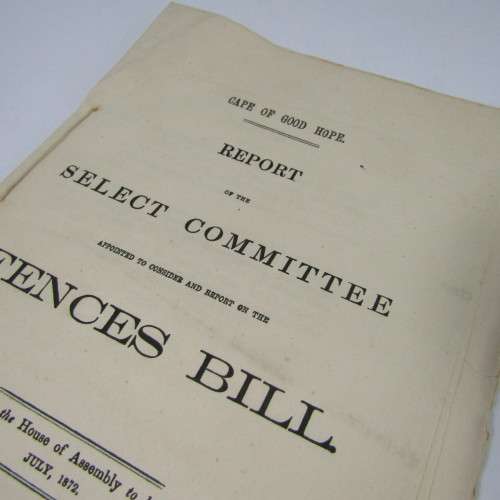 CAPE OF GOOD HOPE.
REPORT
OF THE
SELECT COMMITTEE
APPOINTED TO CONSIDER AND REPORT ON THE
FENCES BILL.
the House of Assembly to
JULY, 1872.